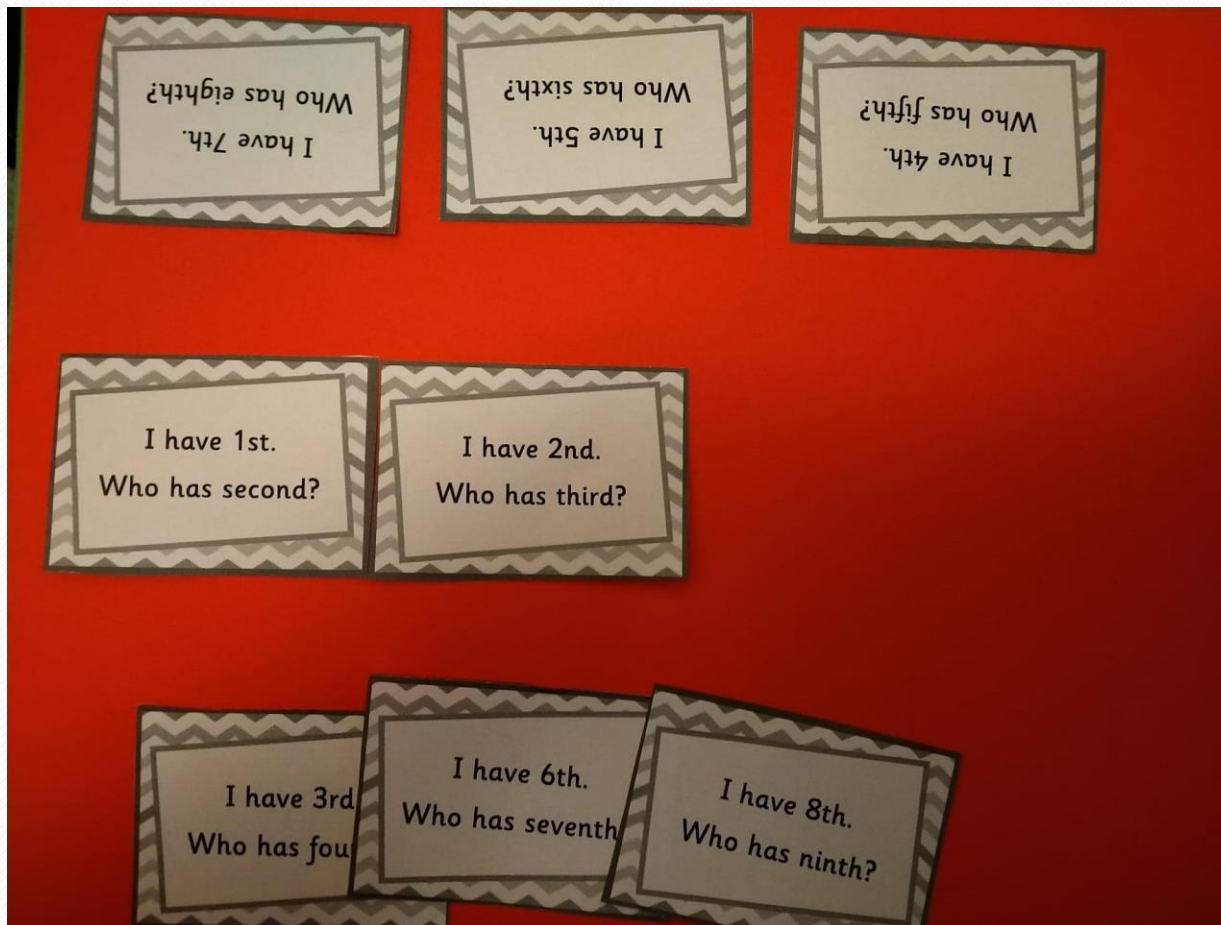 I have 7th.
Who has eighth?
I have 5th.
Who has sixth?
I have 4th.
Who has fifth?
I have 1st.
Who has second?
I have 2nd.
Who has third?
I have 3rd
Who has fou
I have 6th.
Who has seventh
I have 8th.
Who has ninth?